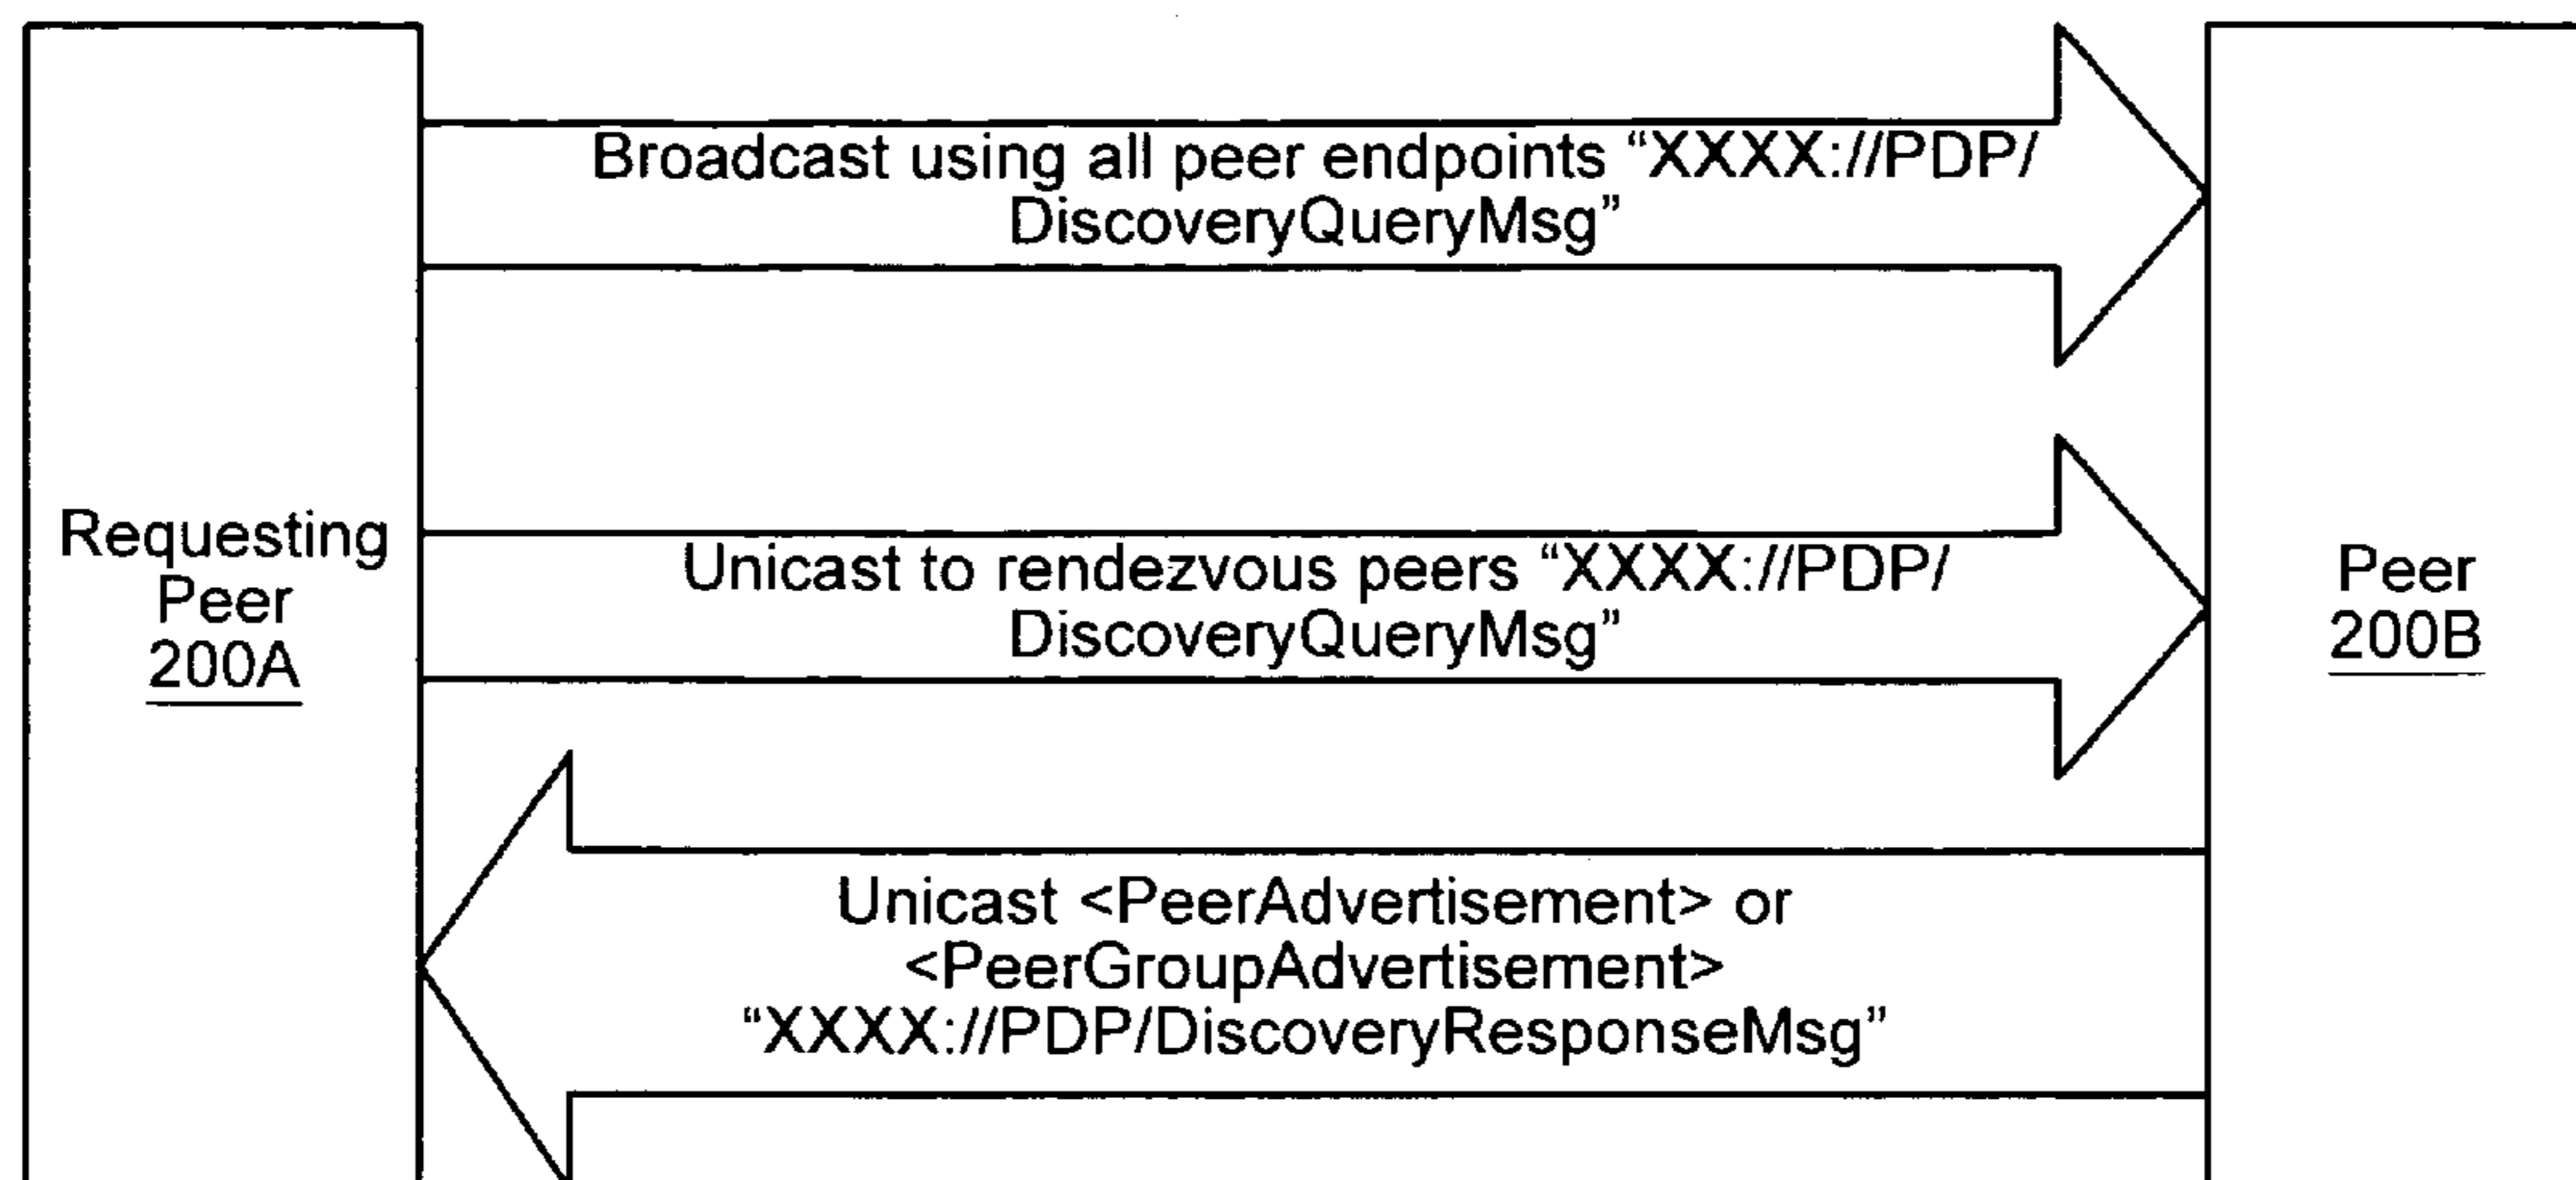 Broadcast using all peer endpoints “XXXX://PDP/
DiscoveryQueryMsg”
Requesting
Peer
200A
Unicast to rendezvous peers “XXXX://PDP/
DiscoveryQueryMsg”
Peer
200B
Unicast <PeerAdvertisement> or
<PeerGroupAdvertisement>
“XXXX://PDP/DiscoveryResponseMsg”